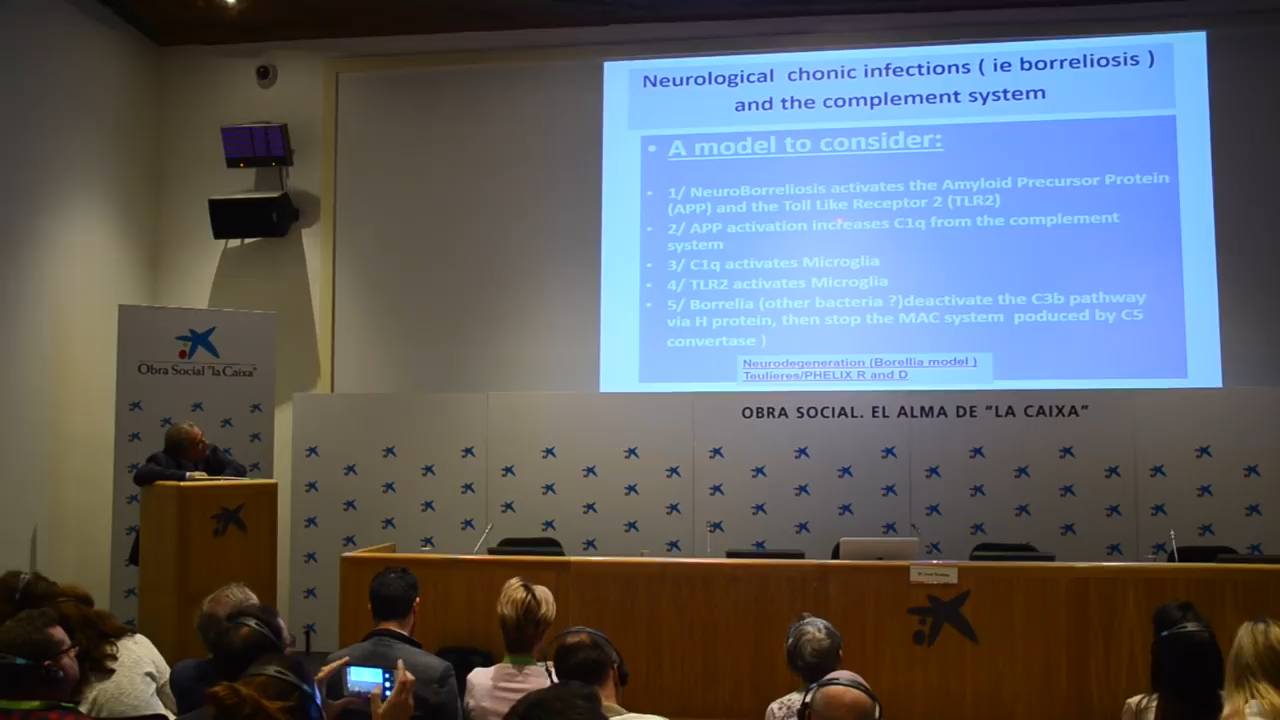 Neurological chonic infections ( ie borreliosis )
and the complement system
• A model to consider:
• 1/ NeuroBorreliosis activates the Amyloid Precursor Protein
(APP) and the Toll Like Receptor 2 (TLR2)
• 2/ APP activation increases C1q from the complement
system
• 3/ C1q activates Microglia
• 4/ TLR2 activates Microglia
• 5/ Borrelia (other bacteria ?)deactivate the C3b pathway
via H protein, then stop the MAC system poduced by C5
convertase )
Neurodegeneration (Borellia model )
Teulieres/PHELIX R and D
Obra Social "la Caixa"
OBRA SOCIAL. EL ALMA DE "LA CAIXA"